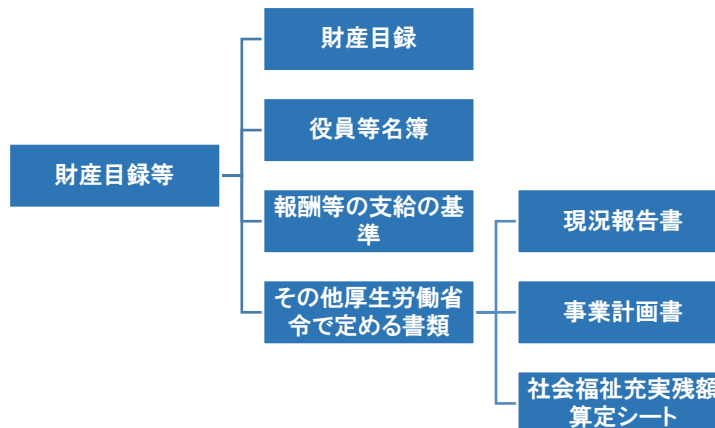 財産目録等
財産目録
役員等名簿
報酬等の支給の基
準
その他厚生労働省
令で定める書類
現況報告書
事業計画書
社会福祉充実残額
算定シート